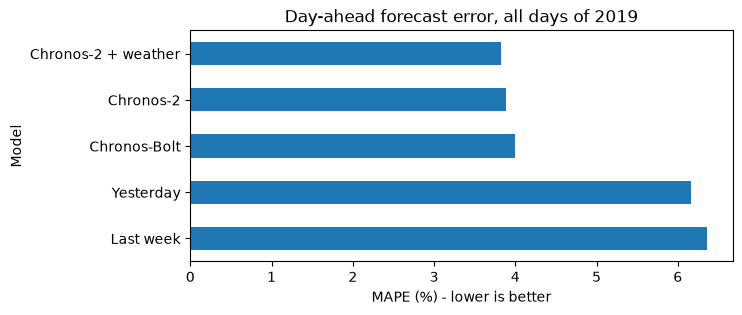 Day-ahead forecast error, all days of 2019
Model
Chronos-2 + weather
Chronos-2
Chronos-Bolt
Yesterday
Last week
0 1 2 3 4 5 6
MAPE (%) - lower is better